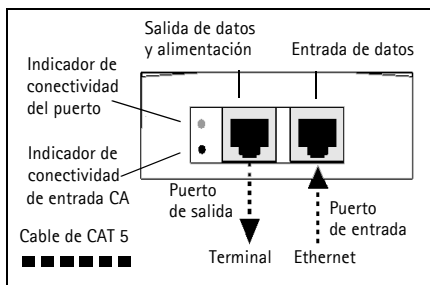 Salida de datos
y alimentación
Entrada de datos
Indicador de
conectividad
del puerto
Indicador de
conectividad
de entrada CA
Puerto
de salida
Puerto
de entrada
Cable de CAT 5
Terminal
Ethernet